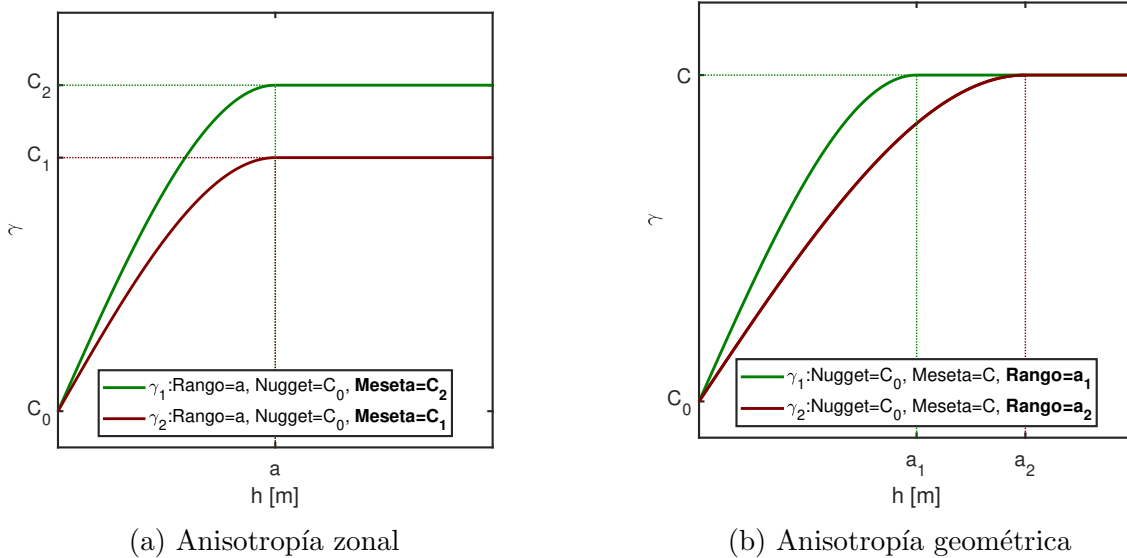 a
C₂
C₁
γ
C₀
γ₁:Rango=a, Nugget=C₀, Meseta=C₂
γ₂:Rango=a, Nugget=C₀, Meseta=C₁
a
h [m]
(a) Anisotropía zonal
C
γ
C₀
γ₁:Nugget=C₀, Meseta=C, Rango=a₁
γ₂:Nugget=C₀, Meseta=C, Rango=a₂
a₁
a₂
h [m]
(b) Anisotropía geométrica